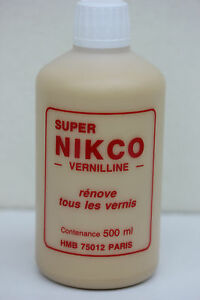 SUPER
NIKCO
- VERNILLINE -
rénove
tous les vernis
Contenance 500 ml
HMB 75012 PARIS